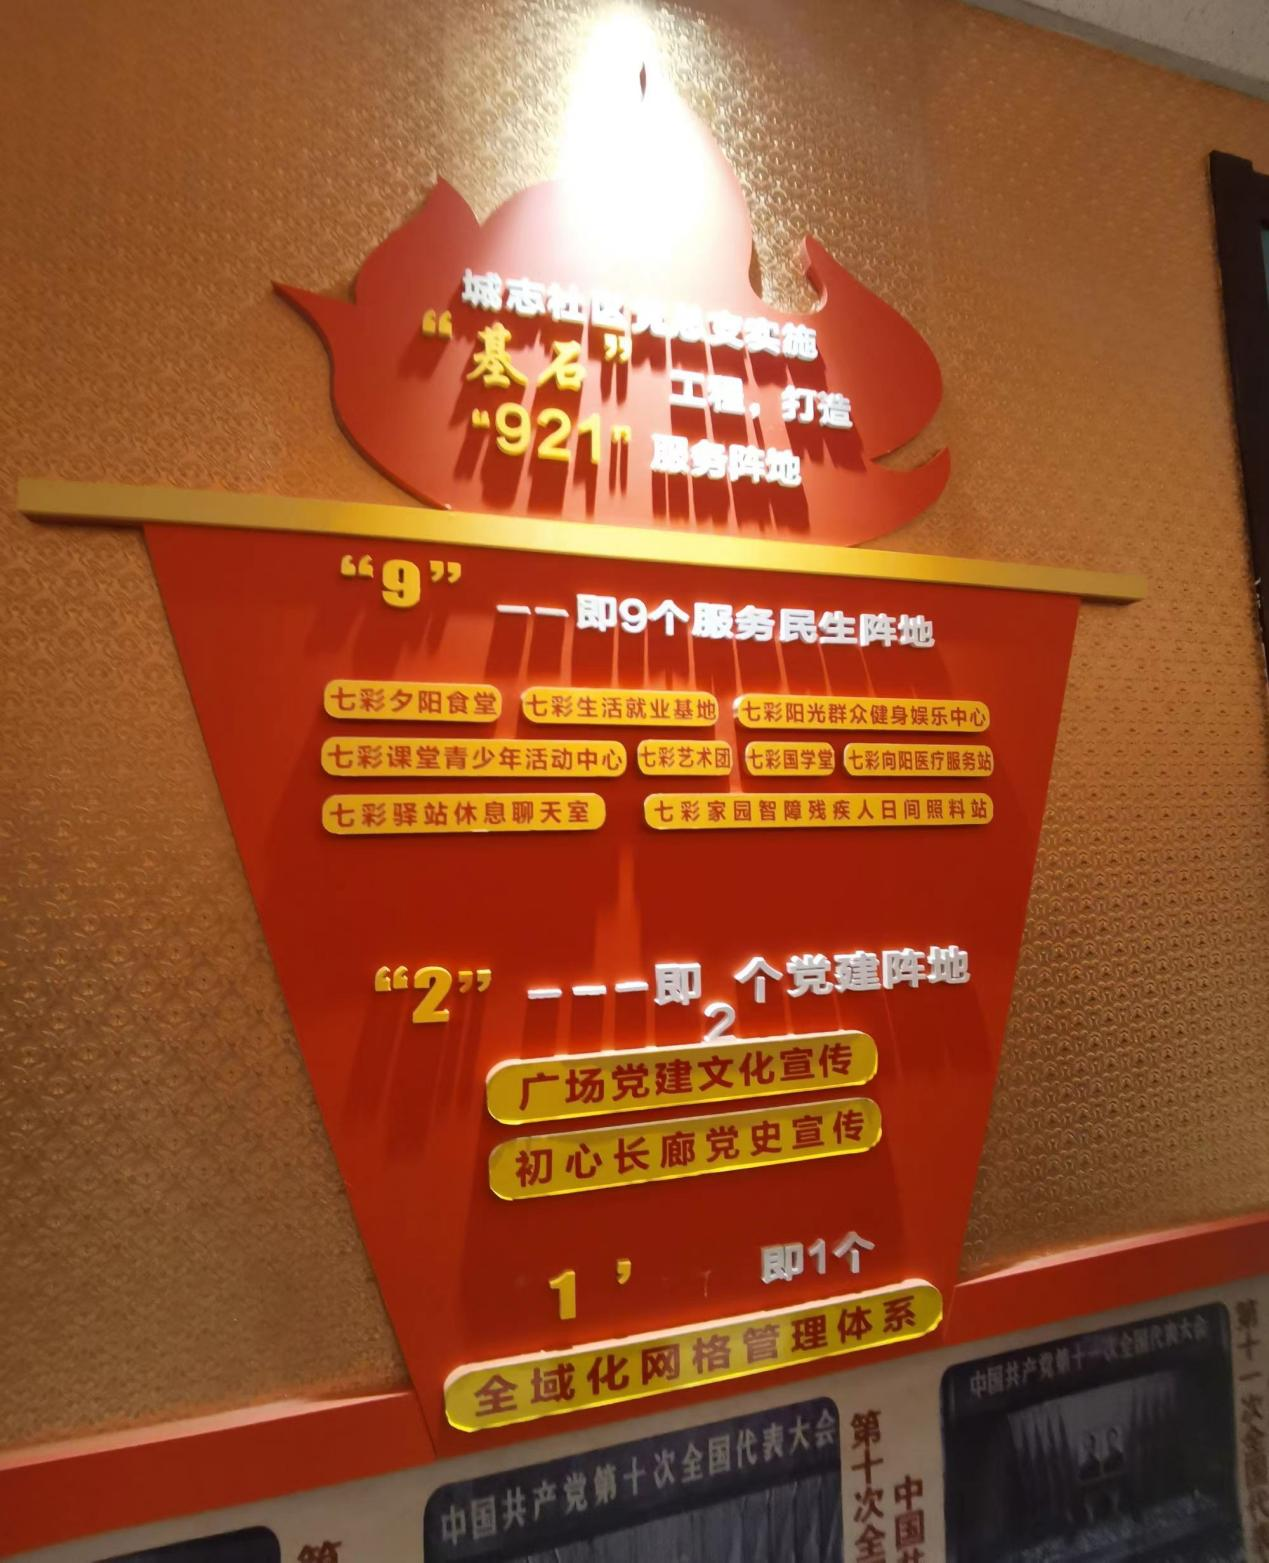 城志社区党总支实施
“基石”工程，打造
“921”服务阵地
“9”——即9个服务民生阵地
七彩夕阳食堂 七彩生活就业基地 七彩阳光群众健身娱乐中心
七彩课堂青少年活动中心 七彩艺术团 七彩国学堂 七彩向阳医疗服务站
七彩驿站休息聊天室 七彩家园智障残疾人日间照料站
“2”———即2个党建阵地
广场党建文化宣传
初心长廊党史宣传
1’ 即1个
全域化网格管理体系
中国共产党第十次全国代表大会
第十次全
中国共
中国共产党第十一次全国代表大会
第十一次全国代
第